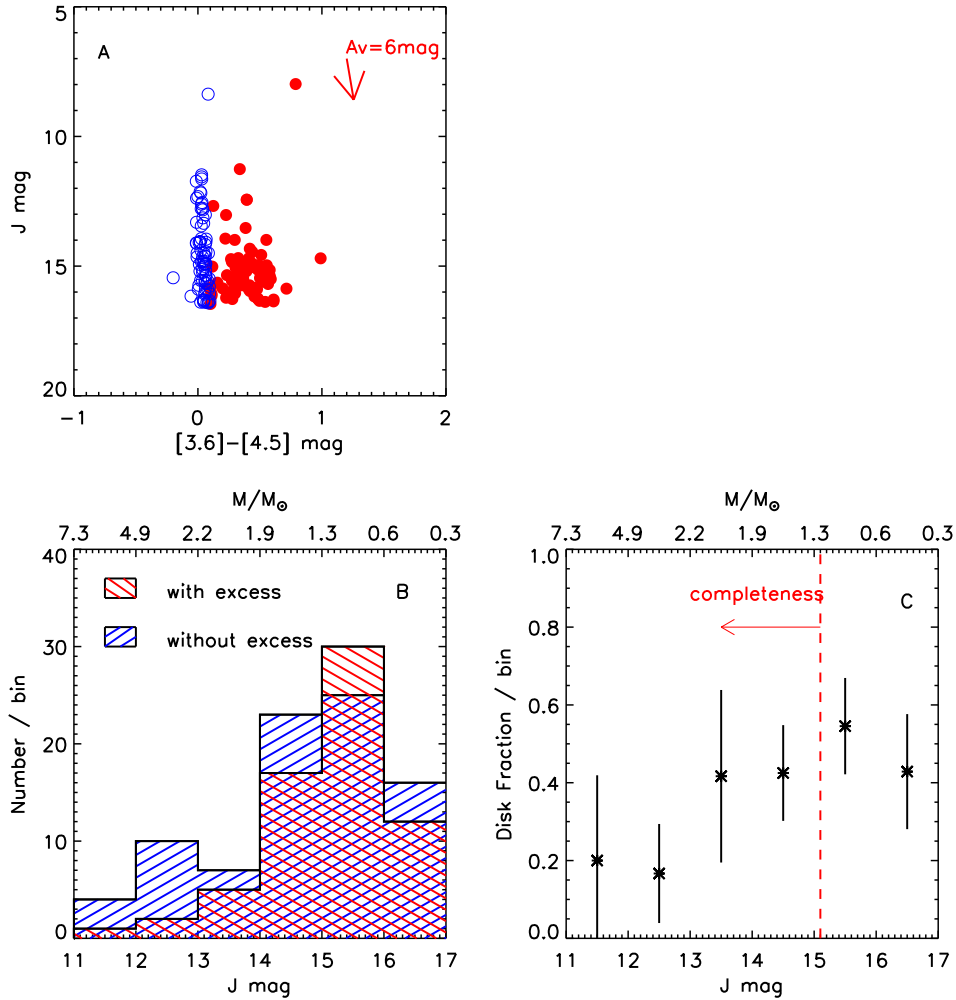 5
A
Av=6mag
10
J mag
15
20
−1 0 1 2
[3.6]−[4.5] mag
M/M⊙
7.3 4.9 2.2 1.9 1.3 0.6 0.3
40
with excess
B
without excess
30
Number / bin
20
10
0
11 12 13 14 15 16 17
J mag
M/M⊙
7.3 4.9 2.2 1.9 1.3 0.6 0.3
1.0
completeness
C
0.8
0.6
Disk Fraction / bin
0.4
0.2
0.0
11 12 13 14 15 16 17
J mag